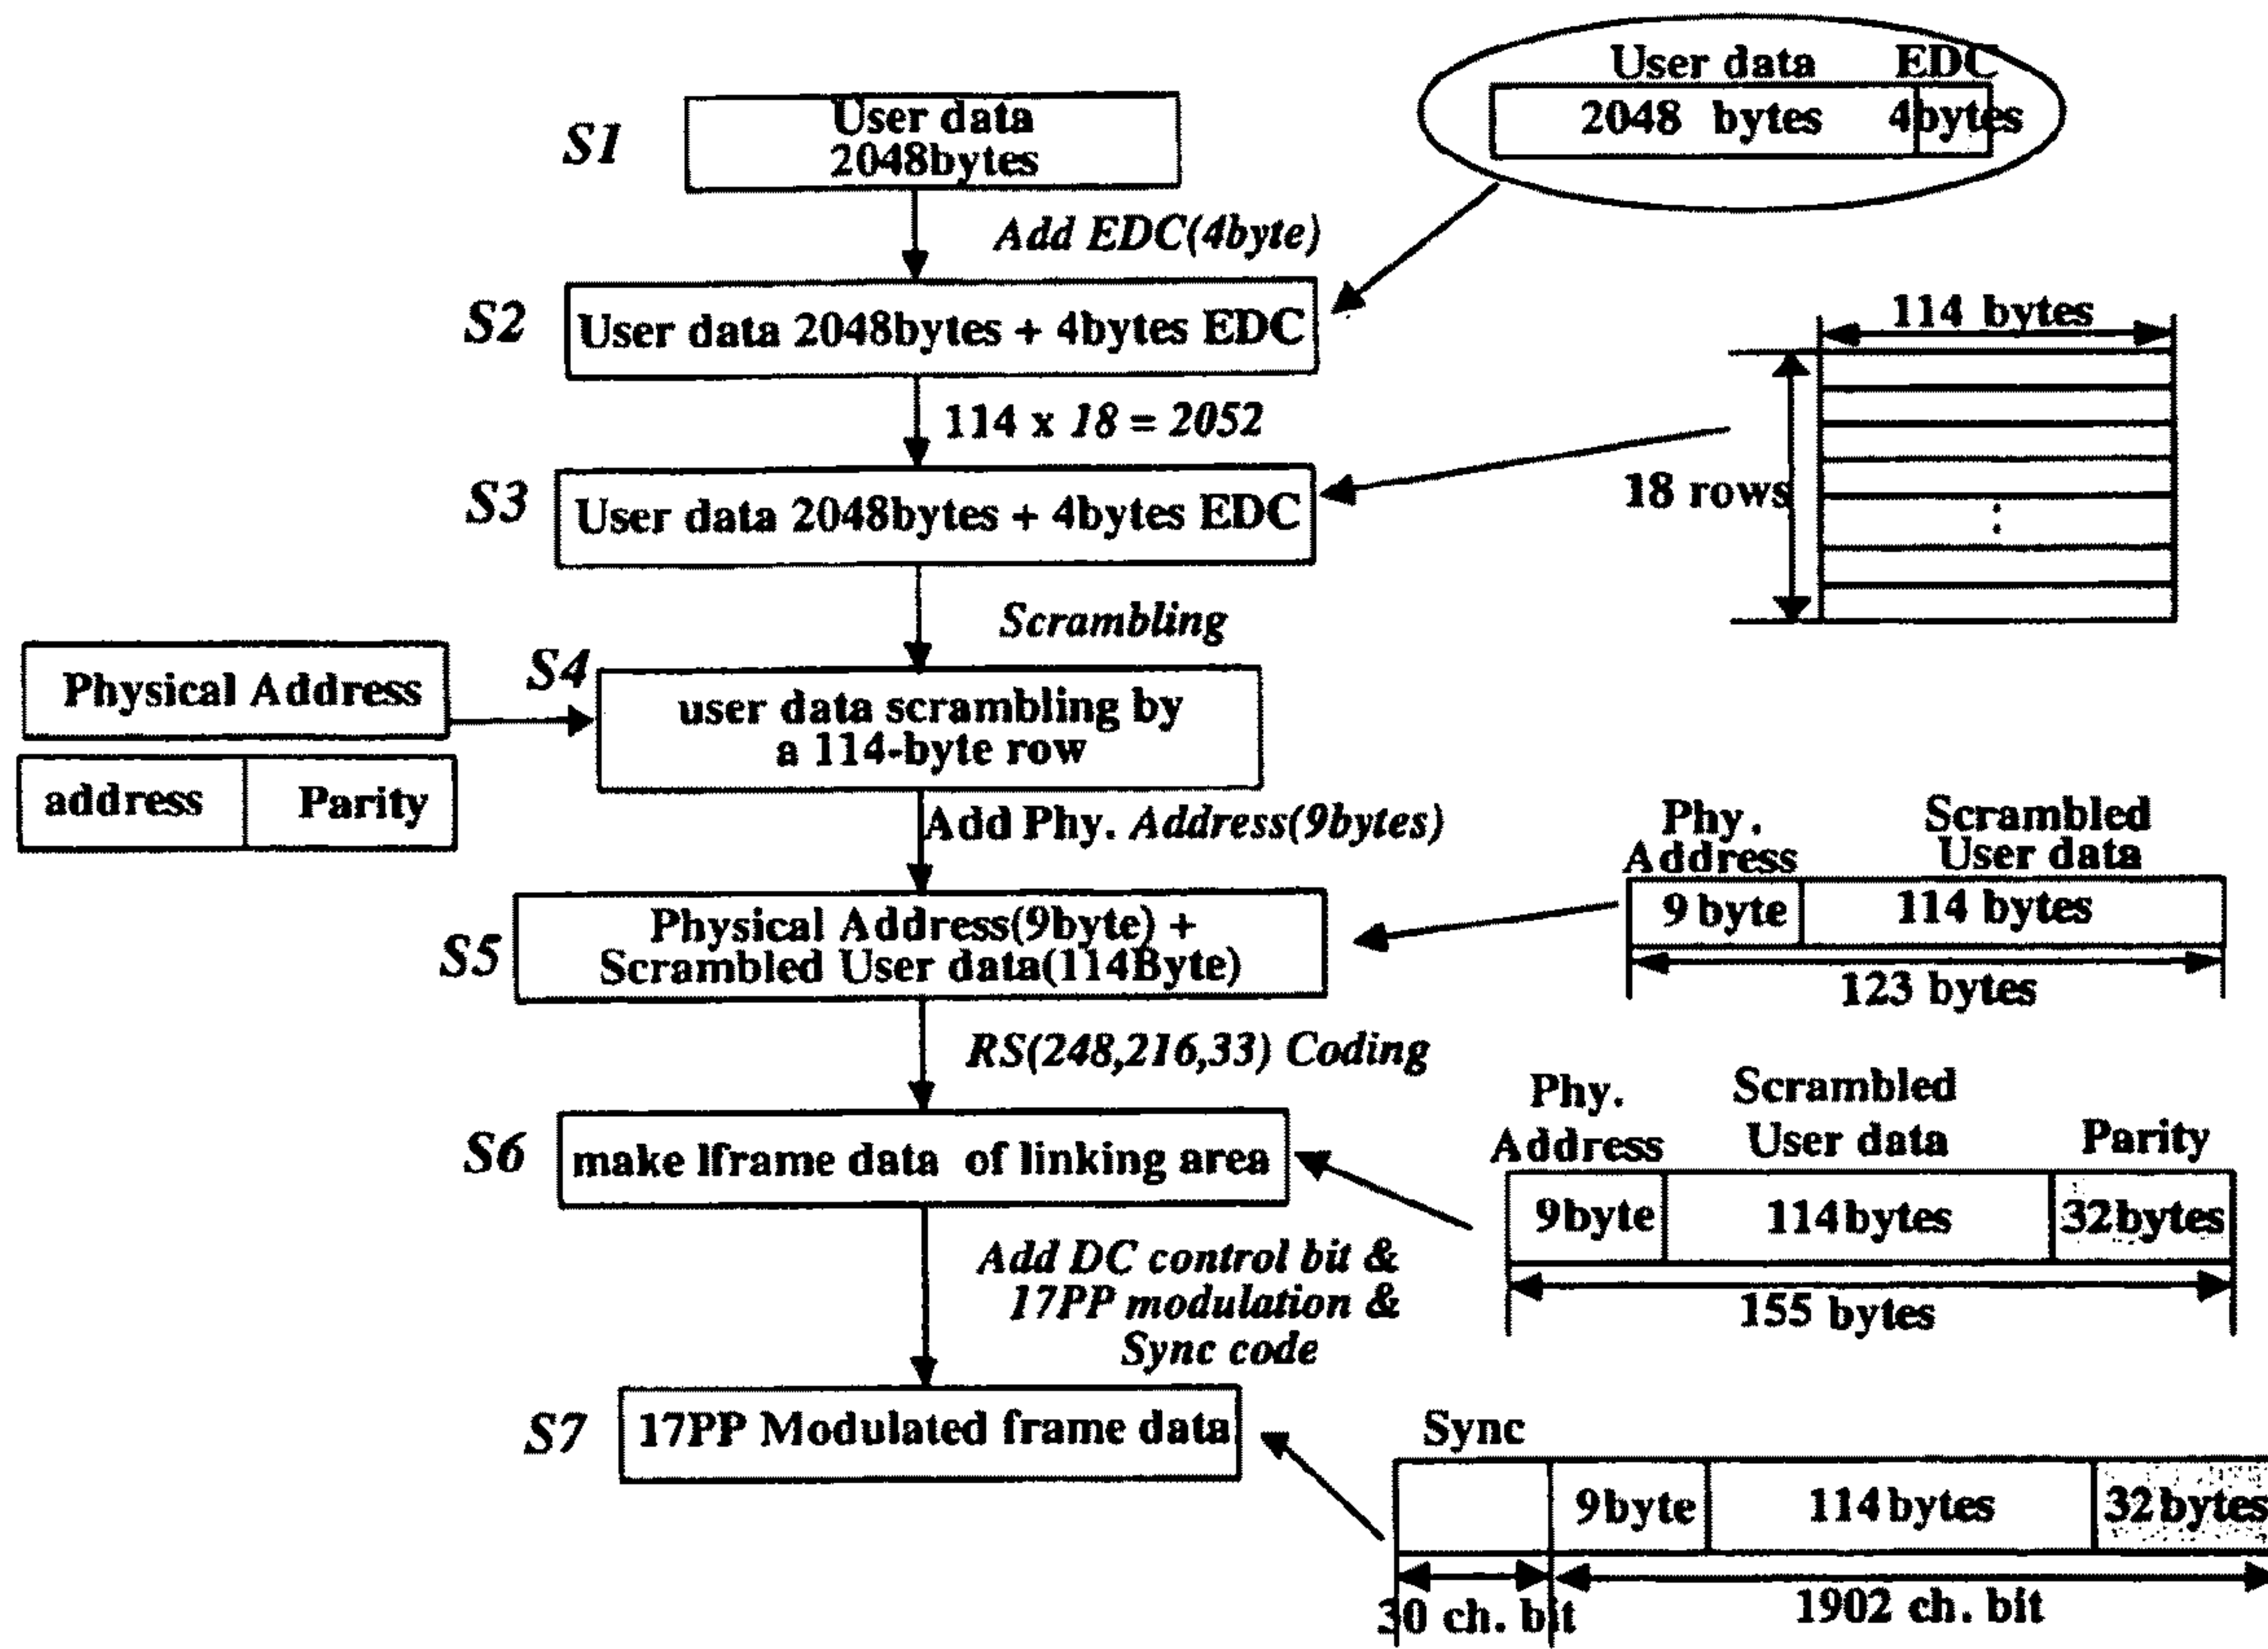 User data EDC
2048 bytes 4bytes
S1
User data
2048bytes
Add EDC(4byte)
S2
User data 2048bytes + 4bytes EDC
114 bytes
114 x 18 = 2052
18 rows
S3
User data 2048bytes + 4bytes EDC
Scrambling
Physical Address
address Parity
S4
user data scrambling by
a 114-byte row
Add Phy. Address(9bytes)
Phy.
Address
Scrambled
User data
9 byte 114 bytes
123 bytes
S5
Physical Address(9byte) +
Scrambled User data(114Byte)
RS(248,216,33) Coding
Phy.
Address
Scrambled
User data
Parity
9byte 114bytes 32bytes
155 bytes
S6
make 1frame data of linking area
Add DC control bit &
17PP modulation &
Sync code
S7
17PP Modulated frame data
Sync
9byte 114bytes 32bytes
30 ch. bit 1902 ch. bit